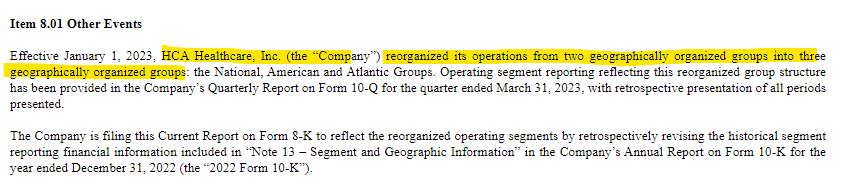 Item 8.01 Other Events
Effective January 1, 2023, HCA Healthcare, Inc. (the “Company”) reorganized its operations from two geographically organized groups into three
geographically organized groups: the National, American and Atlantic Groups. Operating segment reporting reflecting this reorganized group structure
has been provided in the Company’s Quarterly Report on Form 10-Q for the quarter ended March 31, 2023, with retrospective presentation of all periods
presented.
The Company is filing this Current Report on Form 8-K to reflect the reorganized operating segments by retrospectively revising the historical segment
reporting financial information included in “Note 13 – Segment and Geographic Information” in the Company’s Annual Report on Form 10-K for the
year ended December 31, 2022 (the “2022 Form 10-K”).